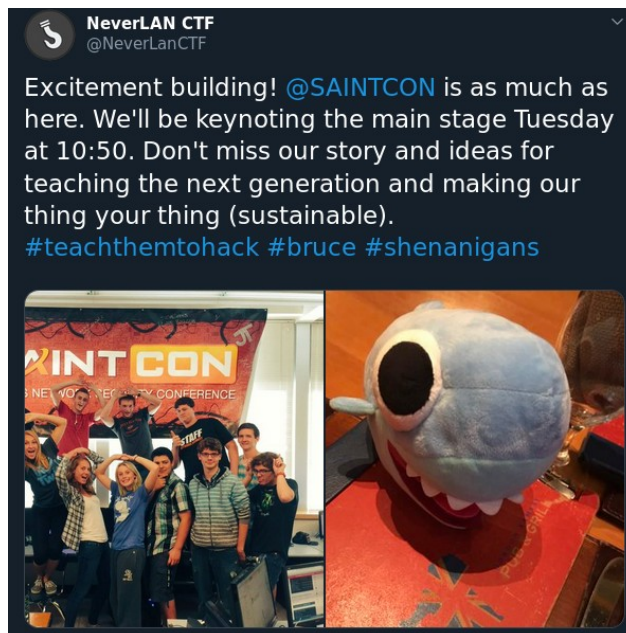 NeverLAN CTF
@NeverLanCTF
Excitement building! @SAINTCON is as much as
here. We'll be keynoting the main stage Tuesday
at 10:50. Don't miss our story and ideas for
teaching the next generation and making our
thing your thing (sustainable).
#teachthemtohack #bruce #shenanigans
AINTCON
CONFERENCE
STAFF